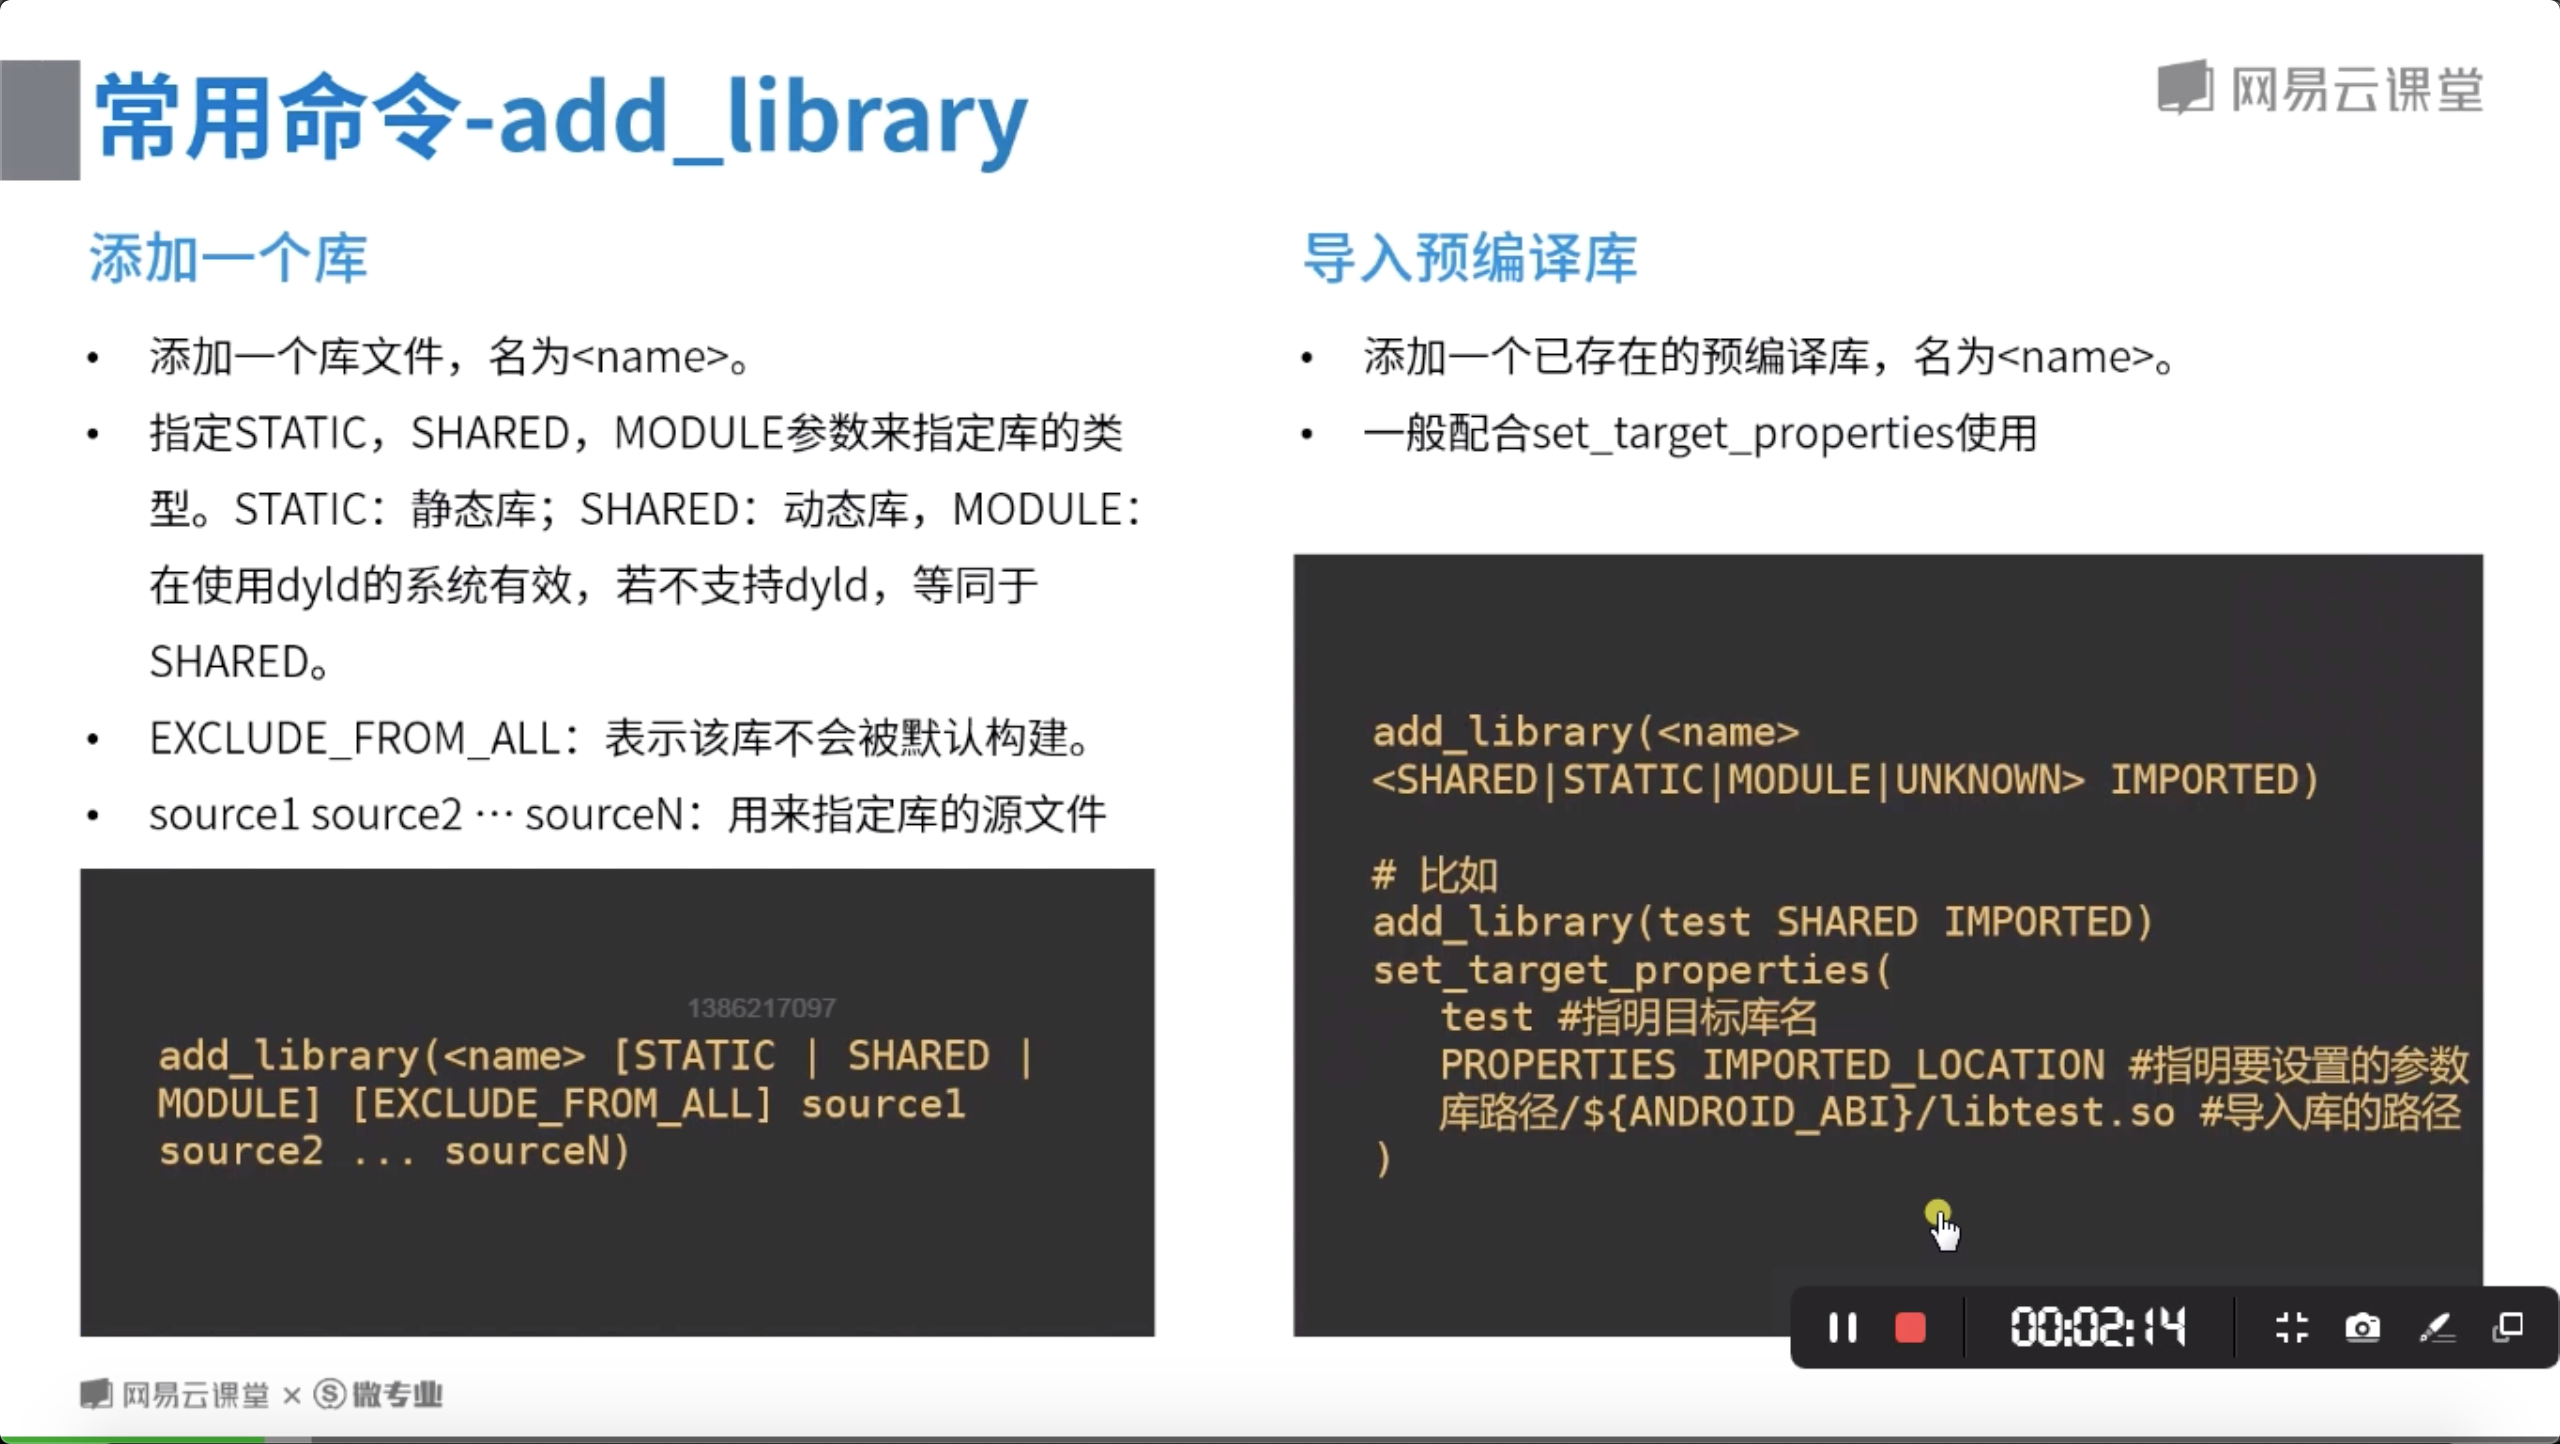 常用命令-add_library
网易云课堂
添加一个库
• 添加一个库文件，名为<name>。
• 指定STATIC，SHARED，MODULE参数来指定库的类
型。STATIC：静态库；SHARED：动态库，MODULE：
在使用dyld的系统有效，若不支持dyld，等同于
SHARED。
• EXCLUDE_FROM_ALL：表示该库不会被默认构建。
• source1 source2 … sourceN：用来指定库的源文件
1386217097
add_library(<name> [STATIC | SHARED |
MODULE] [EXCLUDE_FROM_ALL] source1
source2 ... sourceN)
导入预编译库
• 添加一个已存在的预编译库，名为<name>。
• 一般配合set_target_properties使用
add_library(<name>
<SHARED|STATIC|MODULE|UNKNOWN> IMPORTED)
# 比如
add_library(test SHARED IMPORTED)
set_target_properties(
test #指明目标库名
PROPERTIES IMPORTED_LOCATION #指明要设置的参数
库路径/${ANDROID_ABI}/libtest.so #导入库的路径
)
00:02:14
网易云课堂 × 微专业